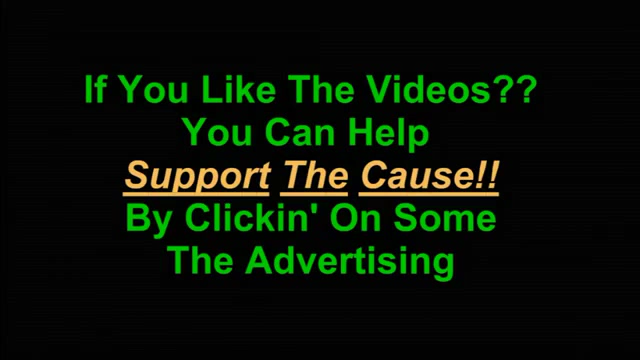 If You Like The Videos??
You Can Help
Support The Cause!!
By Clickin' On Some
The Advertising